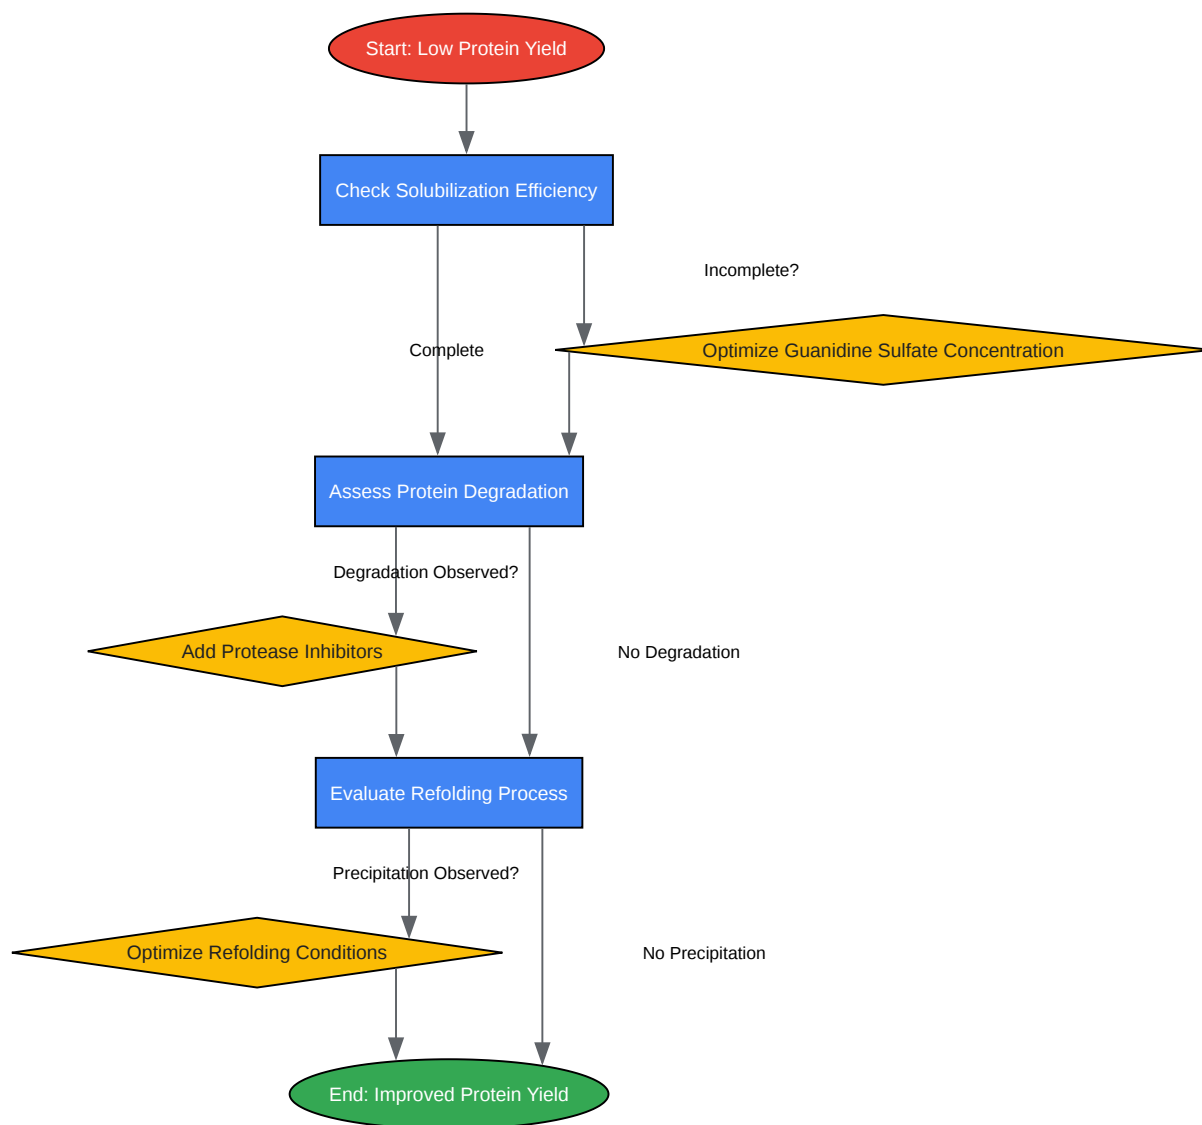 Start: Low Protein Yield
Check Solubilization Efficiency
Incomplete?
Complete
Optimize Guanidine Sulfate Concentration
Assess Protein Degradation
Degradation Observed?
Add Protease Inhibitors
No Degradation
Evaluate Refolding Process
Precipitation Observed?
Optimize Refolding Conditions
No Precipitation
End: Improved Protein Yield